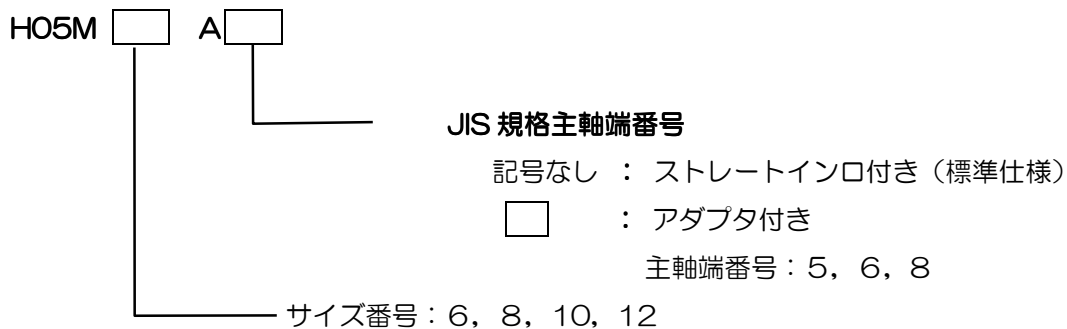 HO5M □ A□
JIS 規格主軸端番号
記号なし : ストレートインロ付き（標準仕様）
□ : アダプタ付き
主軸端番号：5，6，8
サイズ番号：6，8，10，12